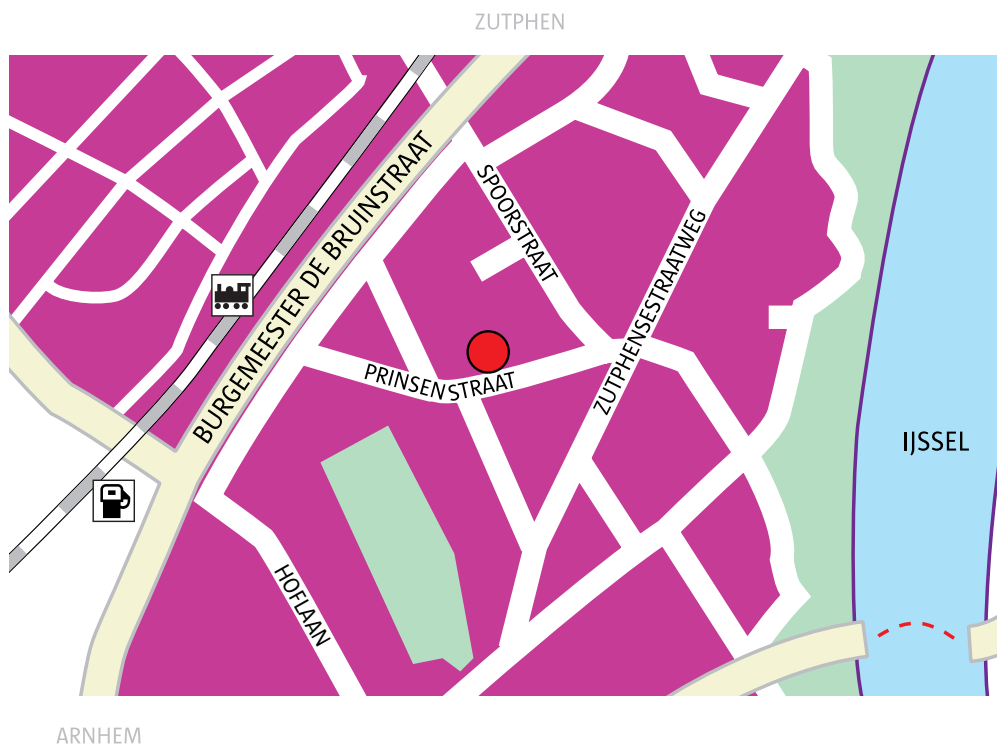 ZUTPHEN
BURGEMEESTER DE BRUINSTRAAT
SPOORSTRAAT
ZUTPHENSESTRAATWEG
PRINSENSTRAAT
IJSSEL
HOFLAAN
ARNHEM